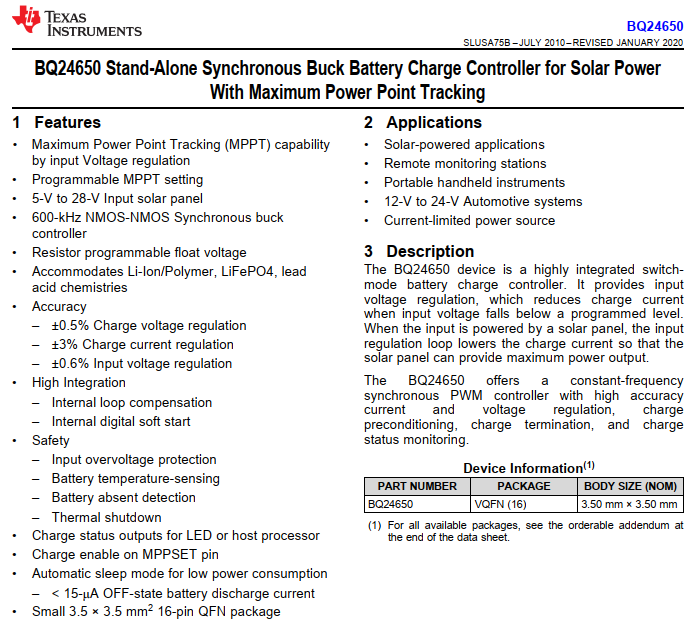 TEXAS
INSTRUMENTS
BQ24650
SLUSA75B – JULY 2010 – REVISED JANUARY 2020
BQ24650 Stand-Alone Synchronous Buck Battery Charge Controller for Solar Power
With Maximum Power Point Tracking
1 Features
• Maximum Power Point Tracking (MPPT) capability
by input Voltage regulation
• Programmable MPPT setting
• 5-V to 28-V Input solar panel
• 600-kHz NMOS-NMOS Synchronous buck
controller
• Resistor programmable float voltage
• Accommodates Li-Ion/Polymer, LiFePO4, lead
acid chemistries
• Accuracy
– ±0.5% Charge voltage regulation
– ±3% Charge current regulation
– ±0.6% Input voltage regulation
• High Integration
– Internal loop compensation
– Internal digital soft start
• Safety
– Input overvoltage protection
– Battery temperature-sensing
– Battery absent detection
– Thermal shutdown
• Charge status outputs for LED or host processor
• Charge enable on MPPSET pin
• Automatic sleep mode for low power consumption
– < 15-μA OFF-state battery discharge current
• Small 3.5 × 3.5 mm² 16-pin QFN package
2 Applications
• Solar-powered applications
• Remote monitoring stations
• Portable handheld instruments
• 12-V to 24-V Automotive systems
• Current-limited power source
3 Description
The BQ24650 device is a highly integrated switch-
mode battery charge controller. It provides input
voltage regulation, which reduces charge current
when input voltage falls below a programmed level.
When the input is powered by a solar panel, the input
regulation loop lowers the charge current so that the
solar panel can provide maximum power output.
The BQ24650 offers a constant-frequency
synchronous PWM controller with high accuracy
current and voltage regulation, charge
preconditioning, charge termination, and charge
status monitoring.
Device Information(1)
PART NUMBER PACKAGE BODY SIZE (NOM)
BQ24650 VQFN (16) 3.50 mm × 3.50 mm
(1) For all available packages, see the orderable addendum at
the end of the data sheet.